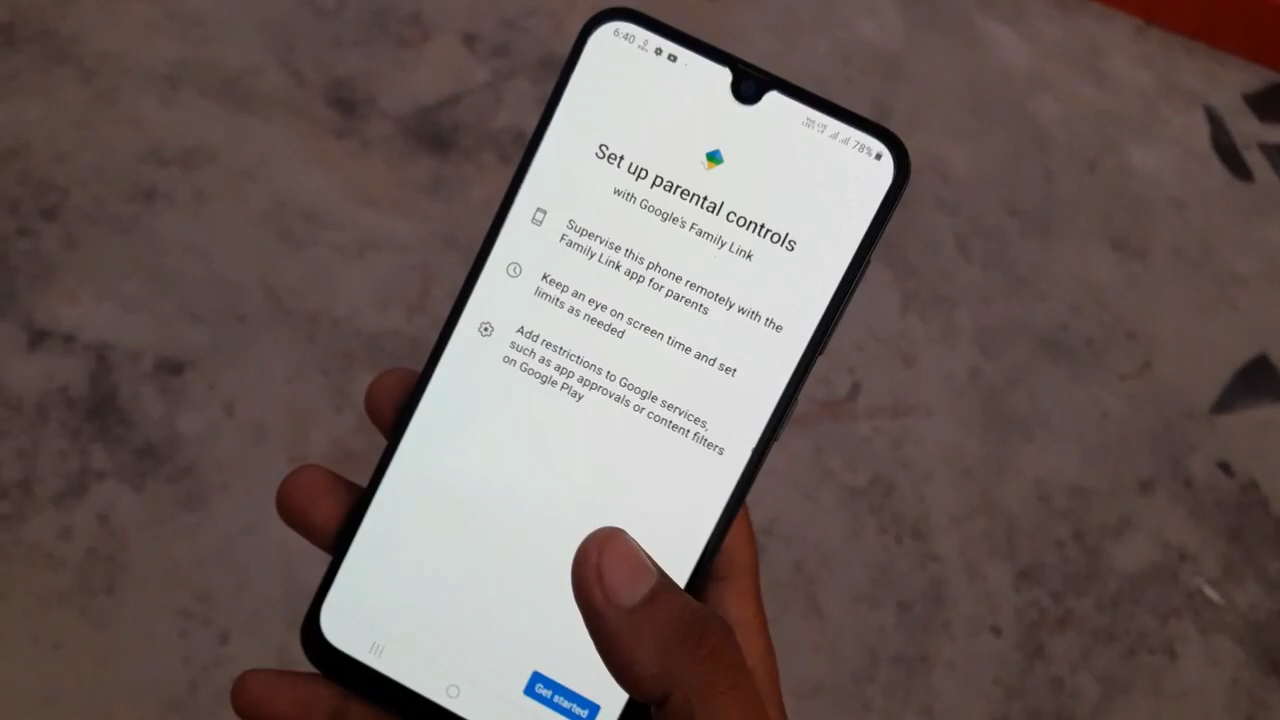 6:40
78%
Set up parental controls
with Google's Family Link
Supervise this phone remotely with the
Family Link app for parents
Keep an eye on screen time and set
limits as needed
Add restrictions to Google services,
such as app approvals or content filters
on Google Play
Get started